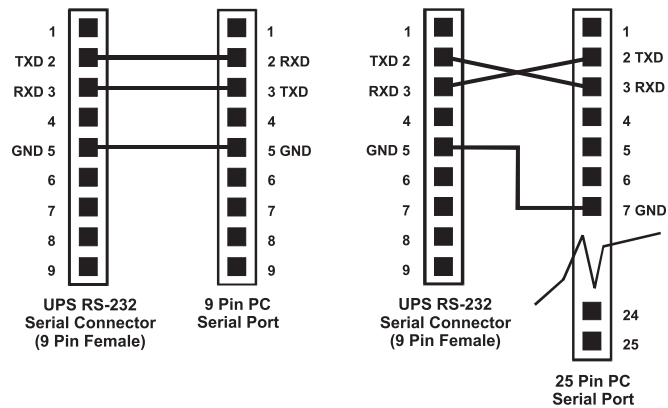 1 1
TXD 2 2 RXD
RXD 3 3 TXD
4 4
GND 5 5 GND
6 6
7 7
8 8
9 9
UPS RS-232
Serial Connector
(9 Pin Female)
9 Pin PC
Serial Port
1 1
TXD 2 2 TXD
RXD 3 3 RXD
4 4
GND 5 5
6 6
7 7 GND
8
9
24
25
UPS RS-232
Serial Connector
(9 Pin Female)
25 Pin PC
Serial Port